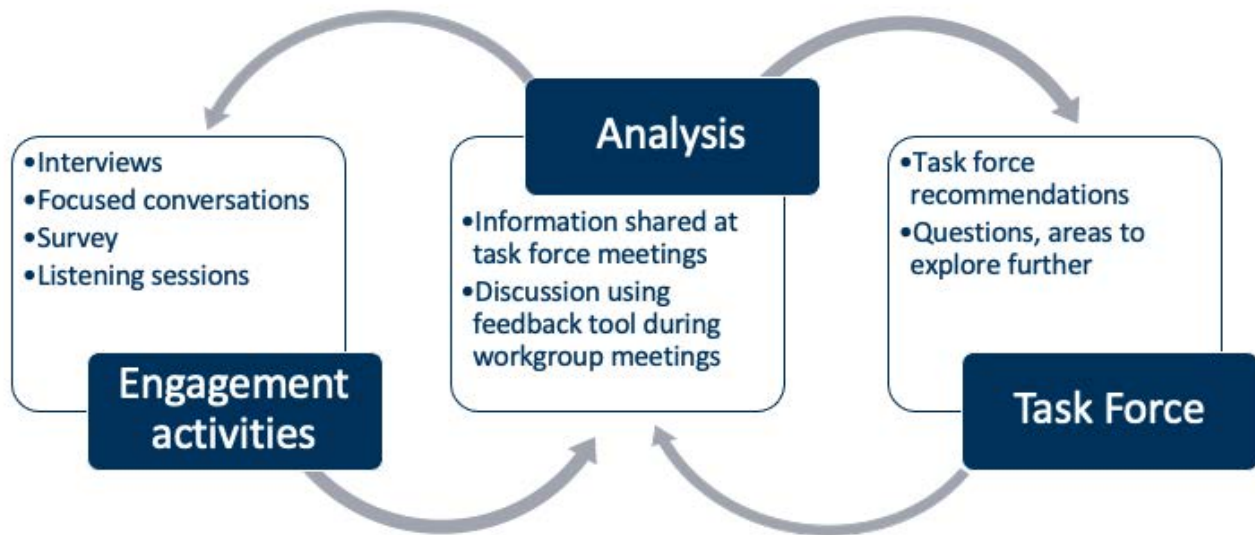 •Interviews
•Focused conversations
•Survey
•Listening sessions
Engagement
activities
Analysis
•Information shared at
task force meetings
•Discussion using
feedback tool during
workgroup meetings
•Task force
recommendations
•Questions, areas to
explore further
Task Force